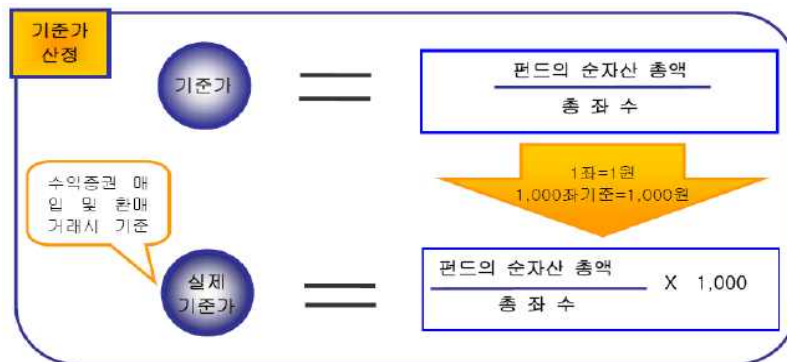 기준가
산정
기준가
펀드의 순자산 총액
총 좌 수
1좌=1원
1,000좌기준=1,000원
수익증권 매
입 및 환매
거래시 기준
실제
기준가
펀드의 순자산 총액
총 좌 수
X 1,000